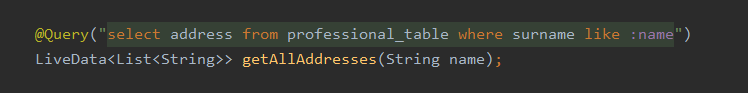 @Query("select address from professional_table where surname like :name")
LiveData<List<String>> getAllAddresses(String name);